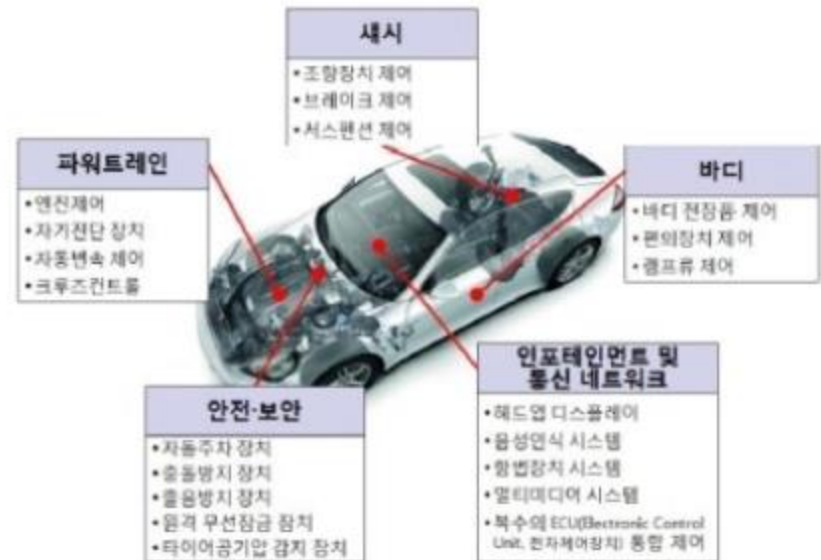 섀시
• 조향장치 제어
• 브레이크 제어
• 서스펜션 제어
파워트레인
• 엔진제어
• 자기진단 장치
• 자동변속 제어
• 크루즈컨트롤
바디
• 바디 전장품 제어
• 편의장치 제어
• 램프류 제어
안전·보안
• 자동주차 장치
• 충돌방지 장치
• 졸음방지 장치
• 원격 무선잠금 장치
• 타이어공기압 감지 장치
인포테인먼트 및
통신 네트워크
• 헤드업 디스플레이
• 음성인식 시스템
• 항법장치 시스템
• 멀티미디어 시스템
• 복수의 ECU(Electronic Control
Unit, 전자제어장치) 통합 제어